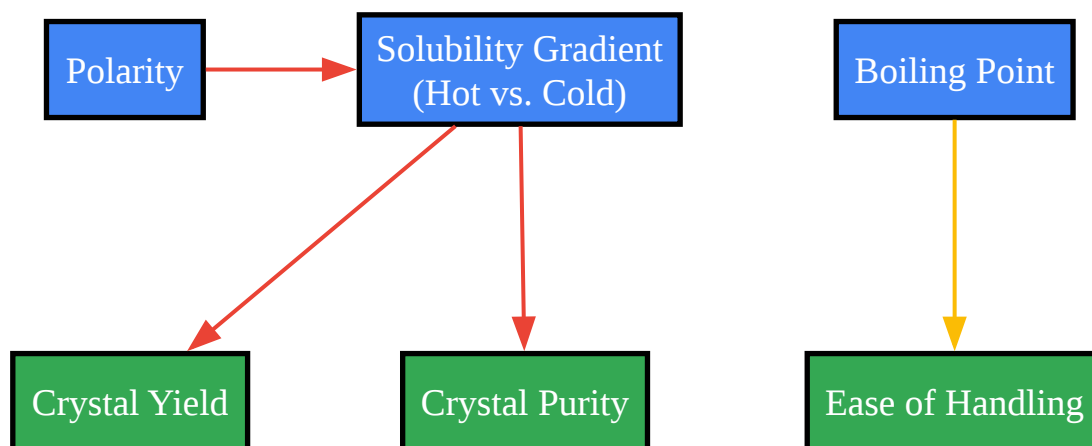 Polarity
Solubility Gradient
(Hot vs. Cold)
Boiling Point
Crystal Yield
Crystal Purity
Ease of Handling